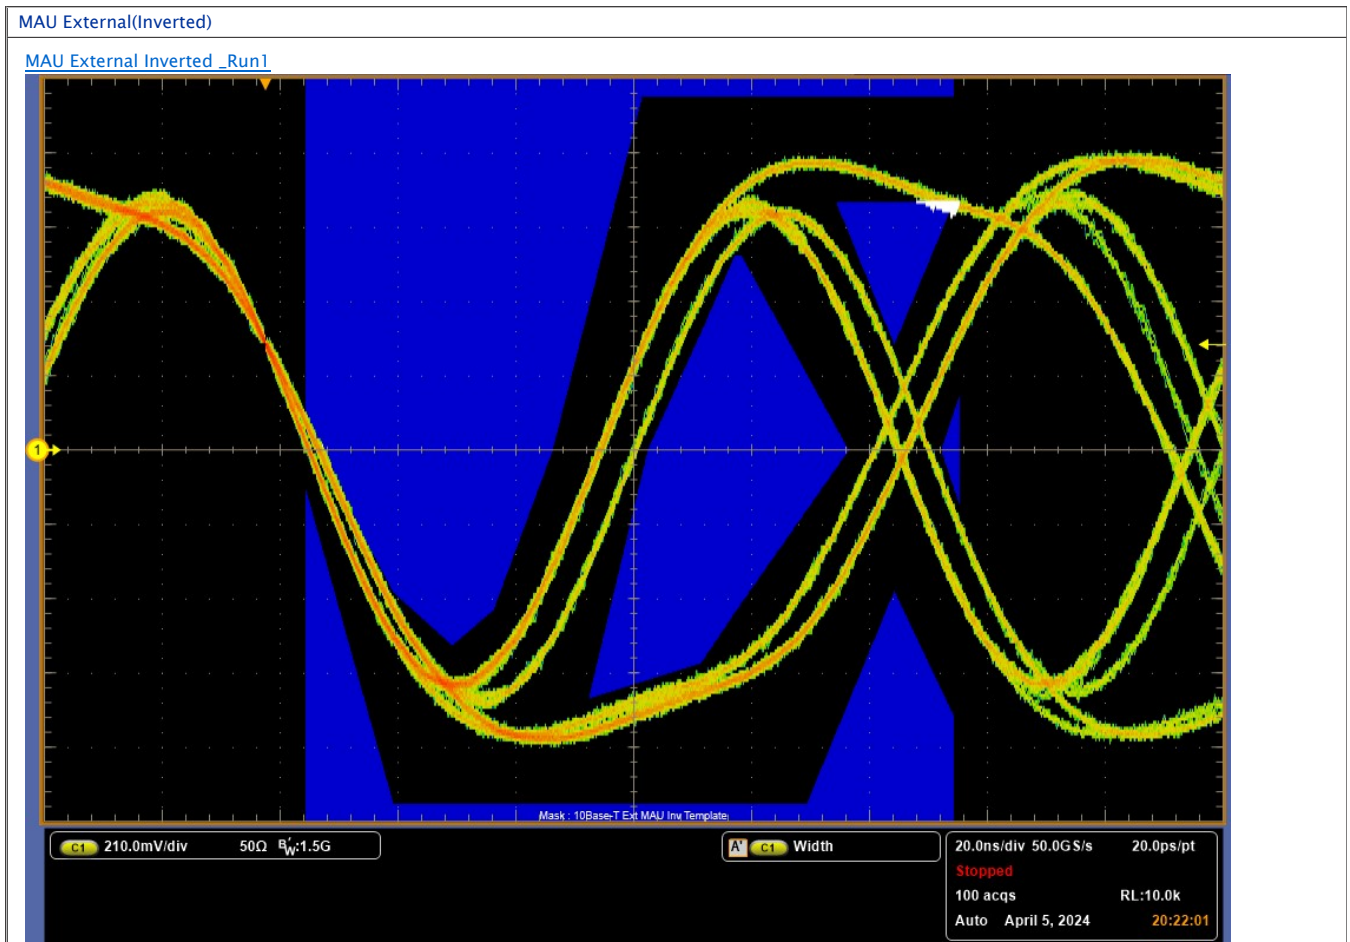 MAU External(Inverted)
MAU External Inverted _Run1
1
Mask : 10Base-T Ext MAU Inv Template
C1 210.0mV/div 50Ω BW:1.5G
A' C1 Width
20.0ns/div 50.0GS/s 20.0ps/pt
Stopped
100 acqs RL:10.0k
Auto April 5, 2024 20:22:01